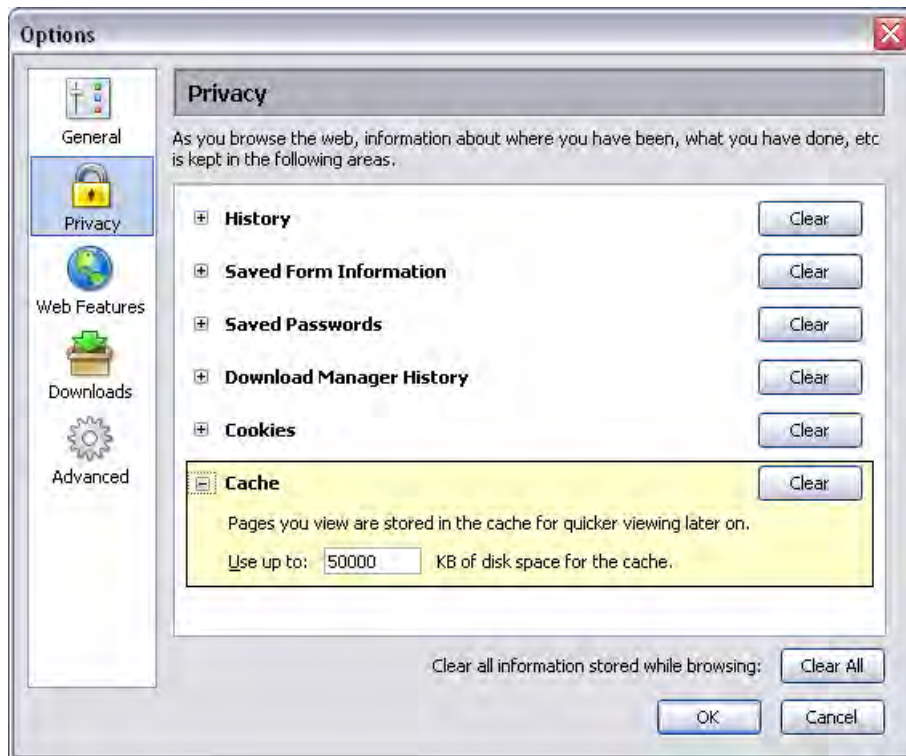 Options
General
Privacy
Web Features
Downloads
Advanced
Privacy
As you browse the web, information about where you have been, what you have done, etc
is kept in the following areas.
History Clear
Saved Form Information Clear
Saved Passwords Clear
Download Manager History Clear
Cookies Clear
Cache Clear
Pages you view are stored in the cache for quicker viewing later on.
Use up to: 50000 KB of disk space for the cache.
Clear all information stored while browsing: Clear All
OK Cancel